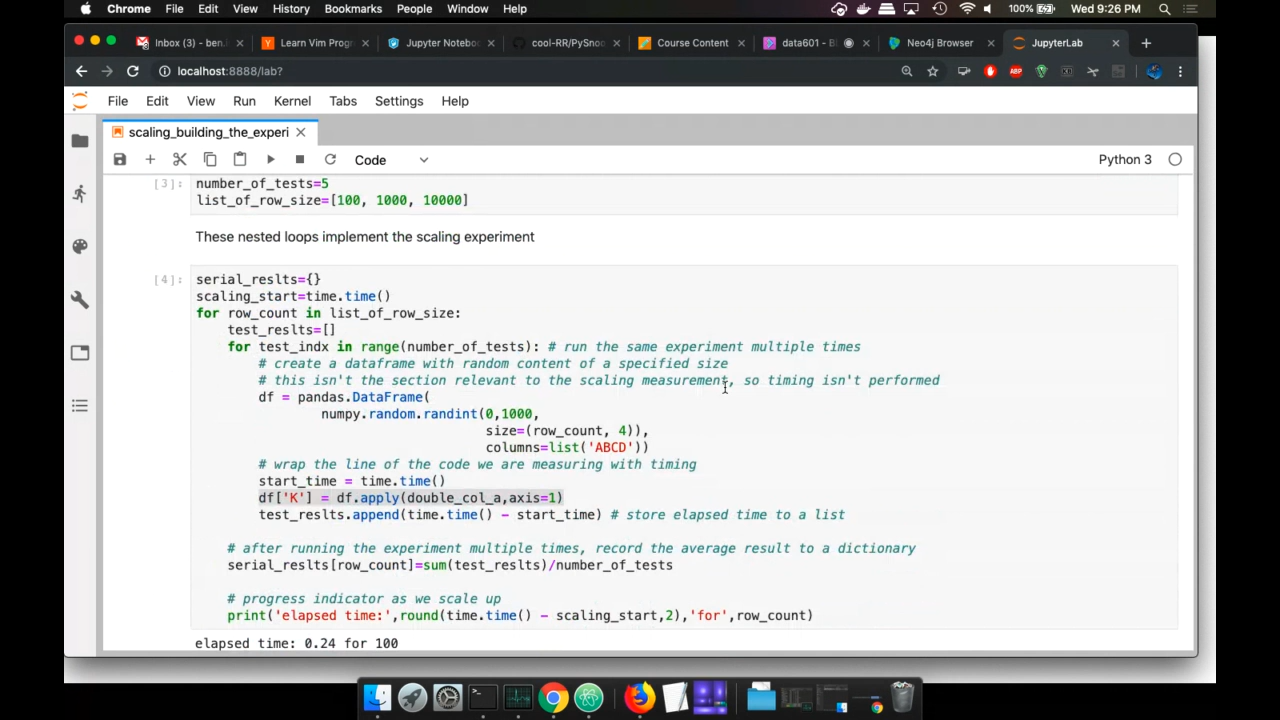 Chrome File Edit View History Bookmarks People Window Help 100% Wed 9:26 PM
Inbox (3) - ben. Learn Vim Prog Jupyter Notebo cool-RR/PySnoo Course Content data601 - B Neo4j Browser JupyterLab
localhost:8888/lab?
File Edit View Run Kernel Tabs Settings Help
scaling_building_the_experi
Code Python 3
[3]: number_of_tests=5
list_of_row_size=[100, 1000, 10000]
These nested loops implement the scaling experiment
[4]: serial_reslts={}
scaling_start=time.time()
for row_count in list_of_row_size:
test_reslts=[]
for test_indx in range(number_of_tests): # run the same experiment multiple times
# create a dataframe with random content of a specified size
# this isn't the section relevant to the scaling measurement, so timing isn't performed
df = pandas.DataFrame(
numpy.random.randint(0,1000,
size=(row_count, 4)),
columns=list('ABCD'))
# wrap the line of the code we are measuring with timing
start_time = time.time()
df['K'] = df.apply(double_col_a,axis=1)
test_reslts.append(time.time() - start_time) # store elapsed time to a list
# after running the experiment multiple times, record the average result to a dictionary
serial_reslts[row_count]=sum(test_reslts)/number_of_tests
# progress indicator as we scale up
print('elapsed time:',round(time.time() - scaling_start,2),'for',row_count)
elapsed time: 0.24 for 100